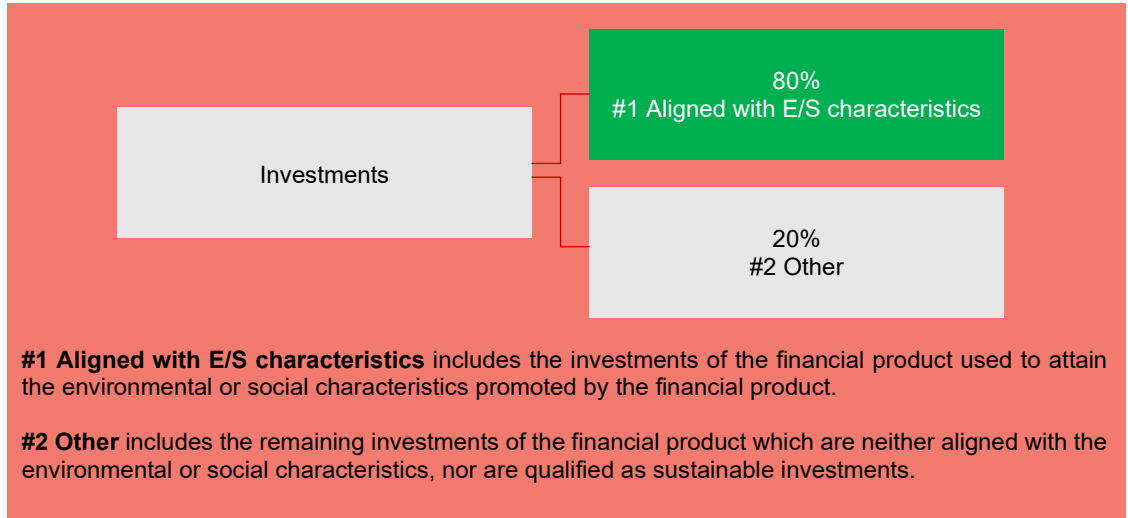 80%
#1 Aligned with E/S characteristics
Investments
20%
#2 Other
#1 Aligned with E/S characteristics includes the investments of the financial product used to attain
the environmental or social characteristics promoted by the financial product.
#2 Other includes the remaining investments of the financial product which are neither aligned with the
environmental or social characteristics, nor are qualified as sustainable investments.